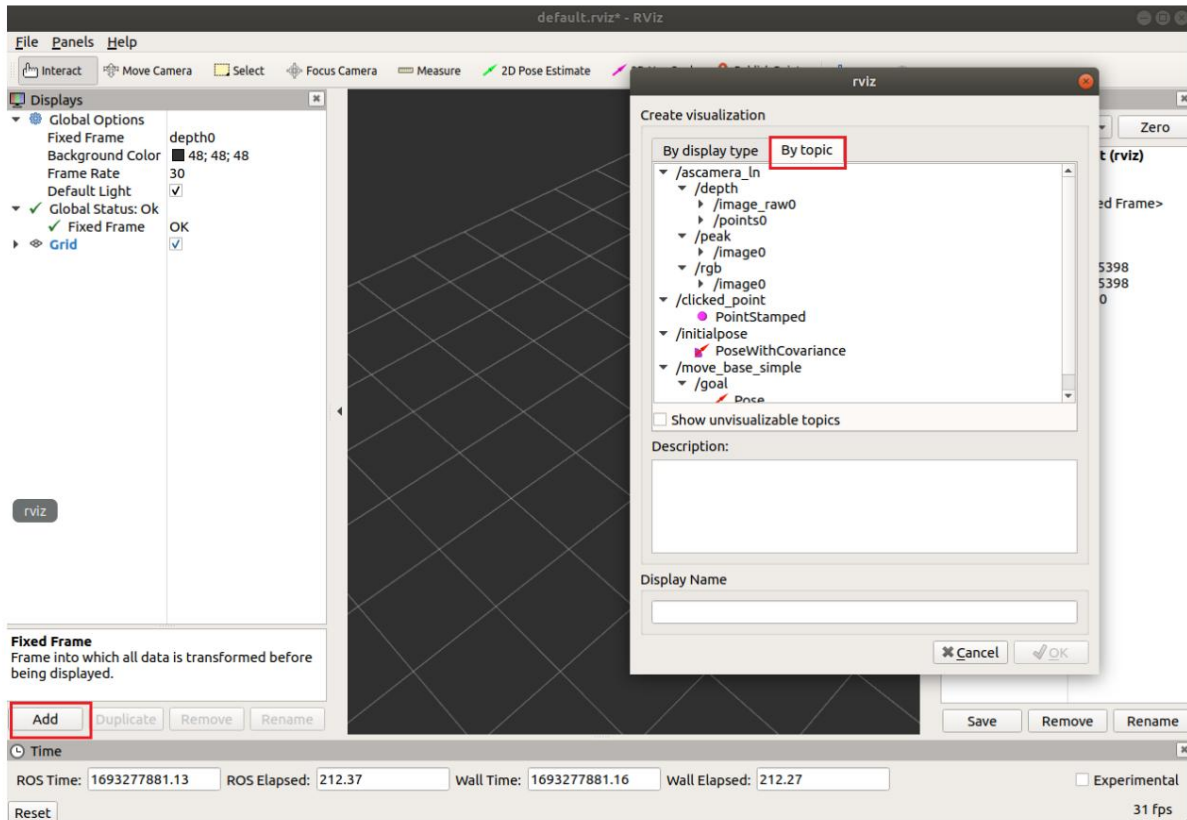 default.rviz* - RViz
File Panels Help
Interact Move Camera Select Focus Camera Measure 2D Pose Estimate
Displays
Global Options
Fixed Frame depth0
Background Color 48; 48; 48
Frame Rate 30
Default Light
Global Status: Ok
Fixed Frame OK
Grid
rviz
Fixed Frame
Frame into which all data is transformed before
being displayed.
Add Duplicate Remove Rename
rviz
Create visualization
By display type By topic
/ascamera_ln
/depth
/image_raw0
/points0
/peak
/image0
/rgb
/image0
/clicked_point
PointStamped
/initialpose
PoseWithCovariance
/move_base_simple
/goal
Pose
Show unvisualizable topics
Description:
Display Name
Cancel OK
Zero
t (rviz)
ed Frame>
5398
5398
0
Save Remove Rename
Time
ROS Time: 1693277881.13 ROS Elapsed: 212.37 Wall Time: 1693277881.16 Wall Elapsed: 212.27 Experimental
Reset 31 fps